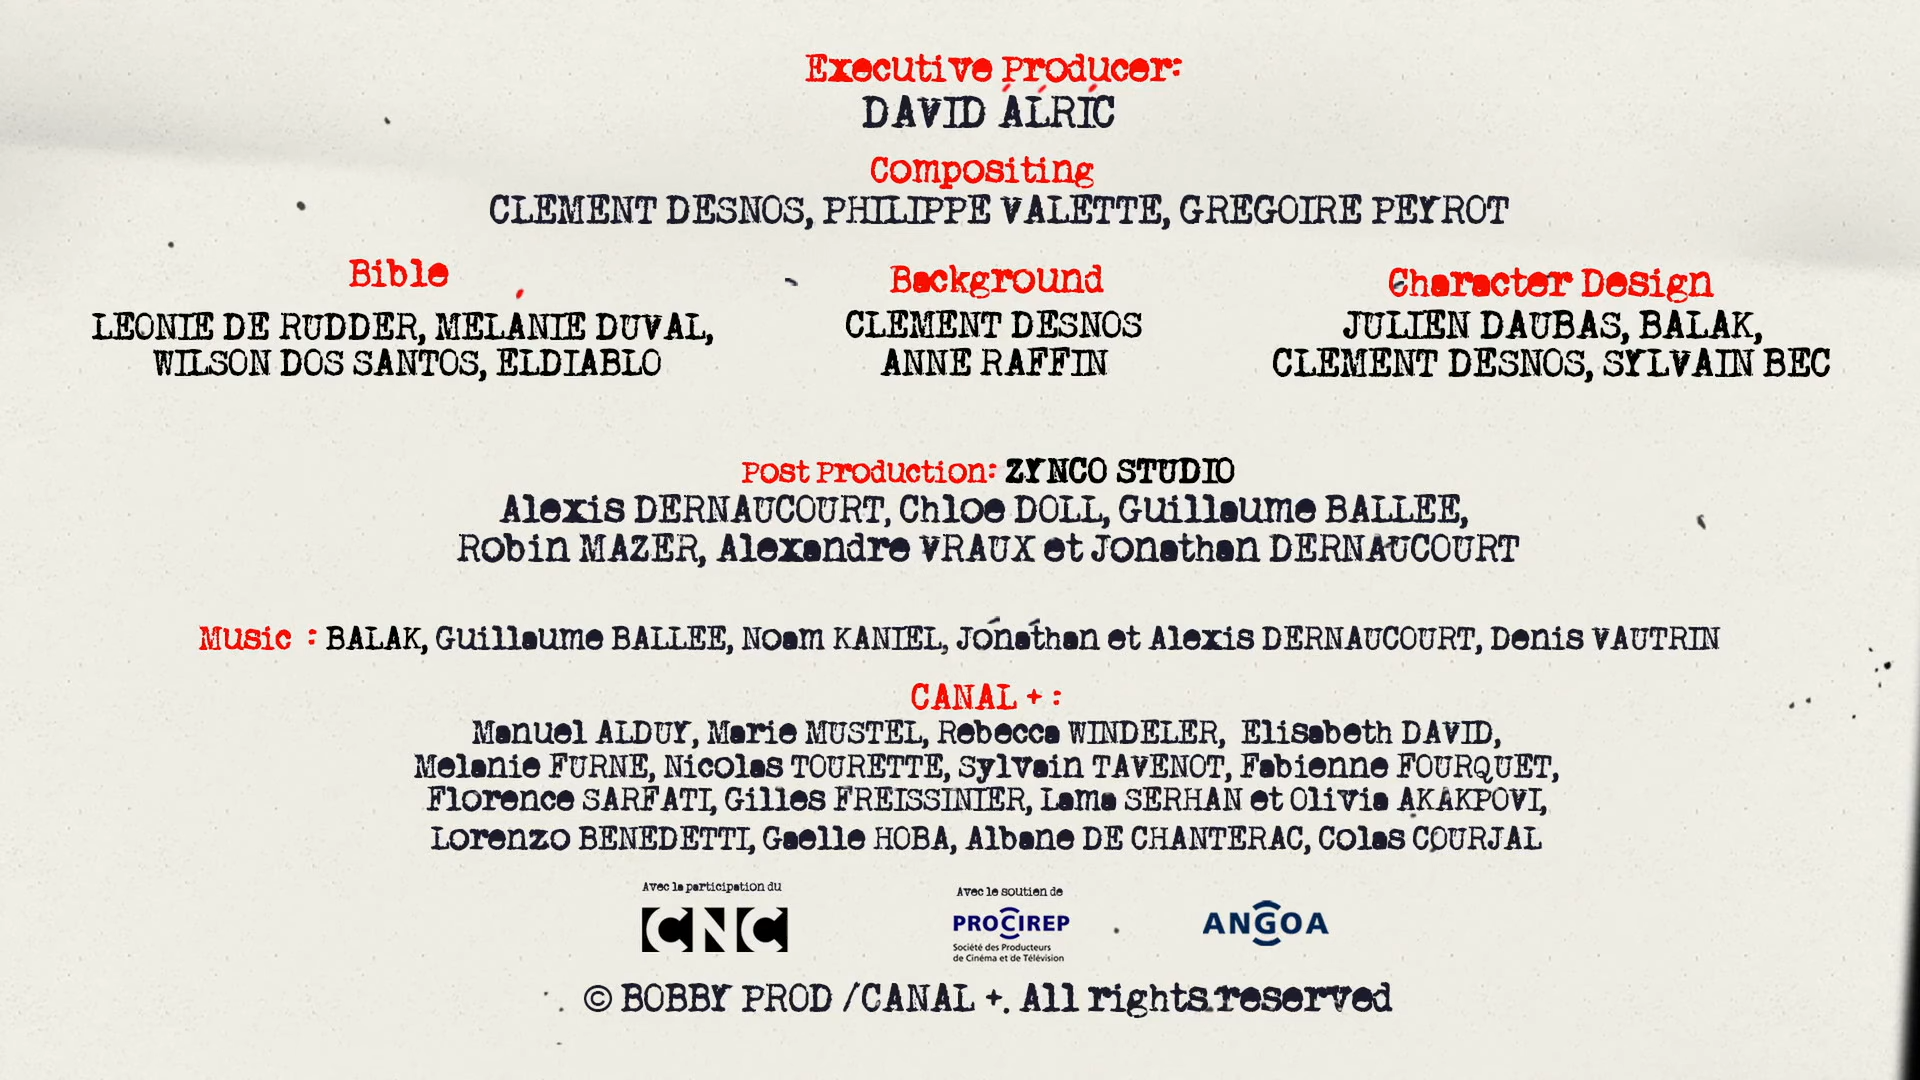 Executive Producer:
DAVID ALRIC
Compositing
CLEMENT DESNOS, PHILIPPE VALETTE, GREGOIRE PEYROT
Bible
LEONIE DE RUDDER, MELANIE DUVAL,
WILSON DOS SANTOS, ELDIABLO
Background
CLEMENT DESNOS
ANNE RAFFIN
Character Design
JULIEN DAUBAS, BALAK,
CLEMENT DESNOS, SYLVAIN BEC
Post Production: ZYNCO STUDIO
Alexis DERNAUCOURT, Chloe DOLL, Guillaume BALLEE,
Robin MAZER, Alexandre VRAUX et Jonathan DERNAUCOURT
Music : BALAK, Guillaume BALLEE, Noam KANIEL, Jonathan et Alexis DERNAUCOURT, Denis VAUTRIN
CANAL + :
Manuel ALDUY, Marie MUSTEL, Rebecca WINDELER, Elisabeth DAVID,
Melanie FURNE, Nicolas TOURETTE, Sylvain TAVENOT, Fabienne FOURQUET,
Florence SARFATI, Gilles FREISSINIER, Lama SERHAN et Olivia AKAKPOVI,
Lorenzo BENEDETTI, Gaelle HOBA, Albane DE CHANTERAC, Colas COURJAL
Avec la participation du
CNC
Avec le soutien de
PROCIREP
Société des Producteurs
de Cinéma et de Télévision
ANGOA
© BOBBY PROD /CANAL +. All rights reserved